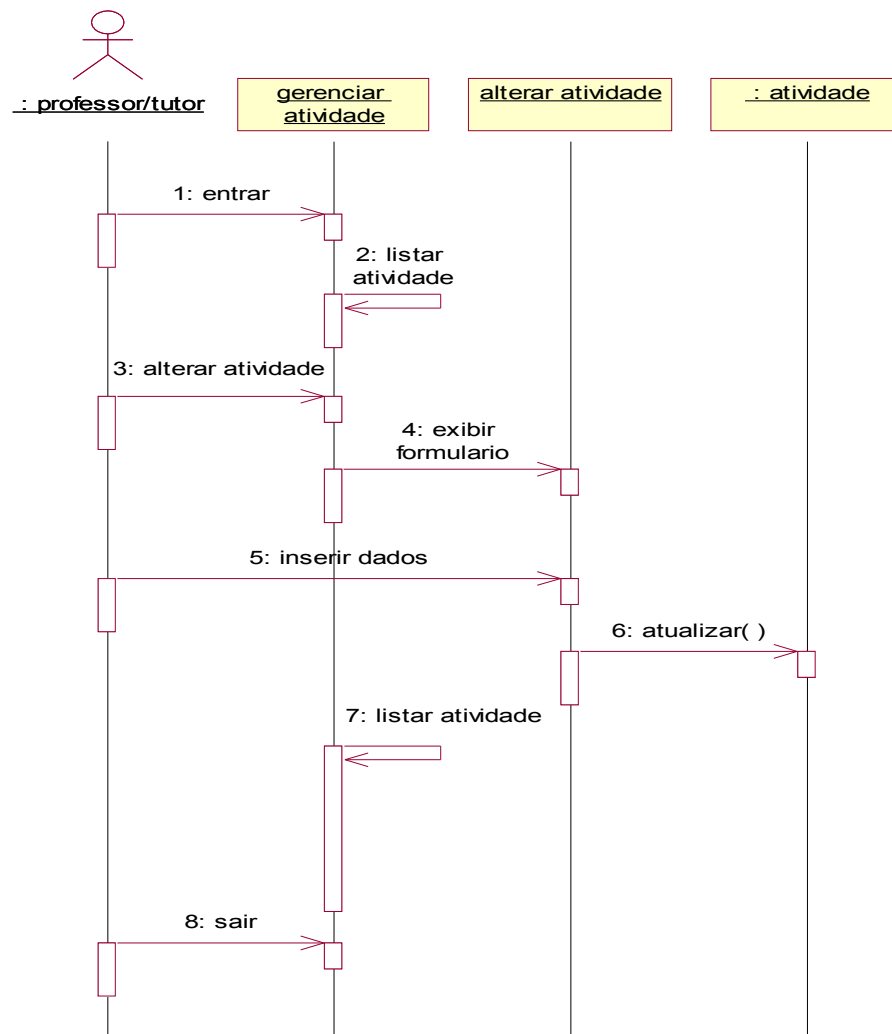 : professor/tutor
gerenciar
atividade
alterar atividade
: atividade
1: entrar
2: listar
atividade
3: alterar atividade
4: exibir
formulario
5: inserir dados
6: atualizar( )
7: listar atividade
8: sair